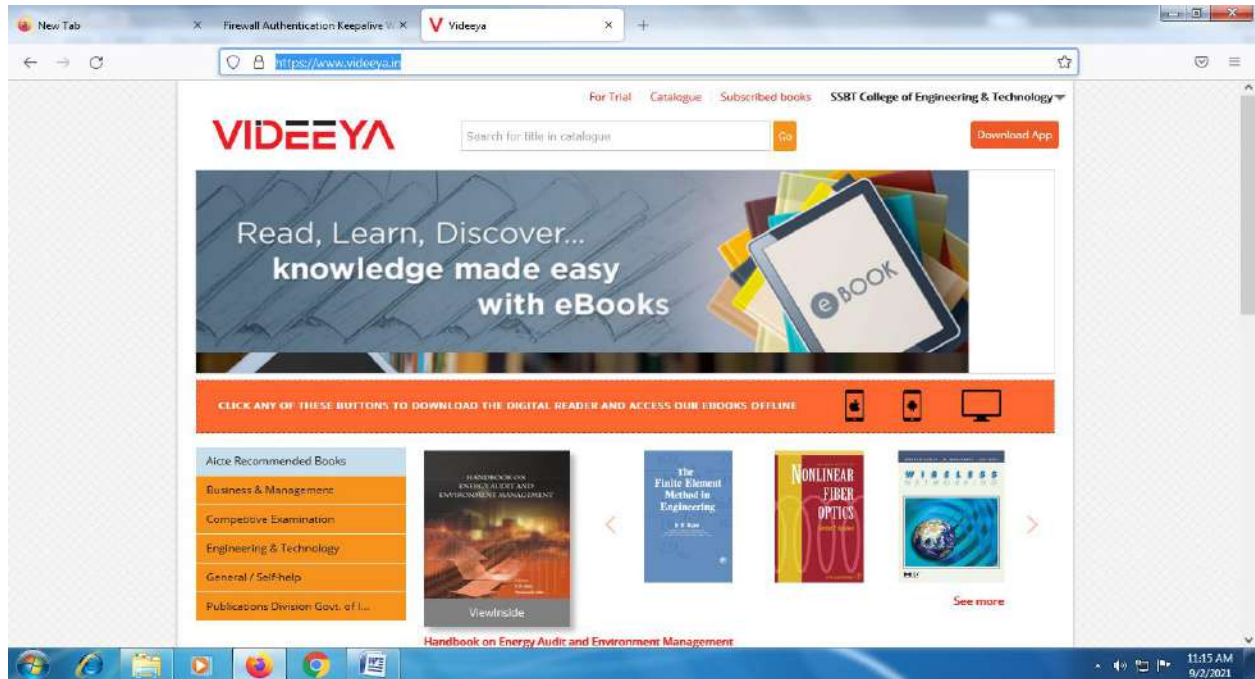 New Tab
Firewall Authentication Keepalive W
Videeya
https://www.videeya.in
For Trial Catalogue Subscribed books SSBT College of Engineering & Technology
VIDEEYA
Search for title in catalogue
Go
Download App
Read, Learn, Discover...
knowledge made easy
with eBooks
eBOOK
CLICK ANY OF THESE BUTTONS TO DOWNLOAD THE DIGITAL READER AND ACCESS OUR EBOOKS OFFLINE
Aicte Recommended Books
Business & Management
Competitive Examination
Engineering & Technology
General / Self-help
Publications Division Govt. of I...
HANDBOOK ON
ENERGY AUDIT AND
ENVIRONMENT MANAGEMENT
ViewInside
The
Finite Element
Method in
Engineering
NONLINEAR
FIBER
OPTICS
WIRELESS
NETWORKING
See more
Handbook on Energy Audit and Environment Management
11:15 AM
9/2/2021